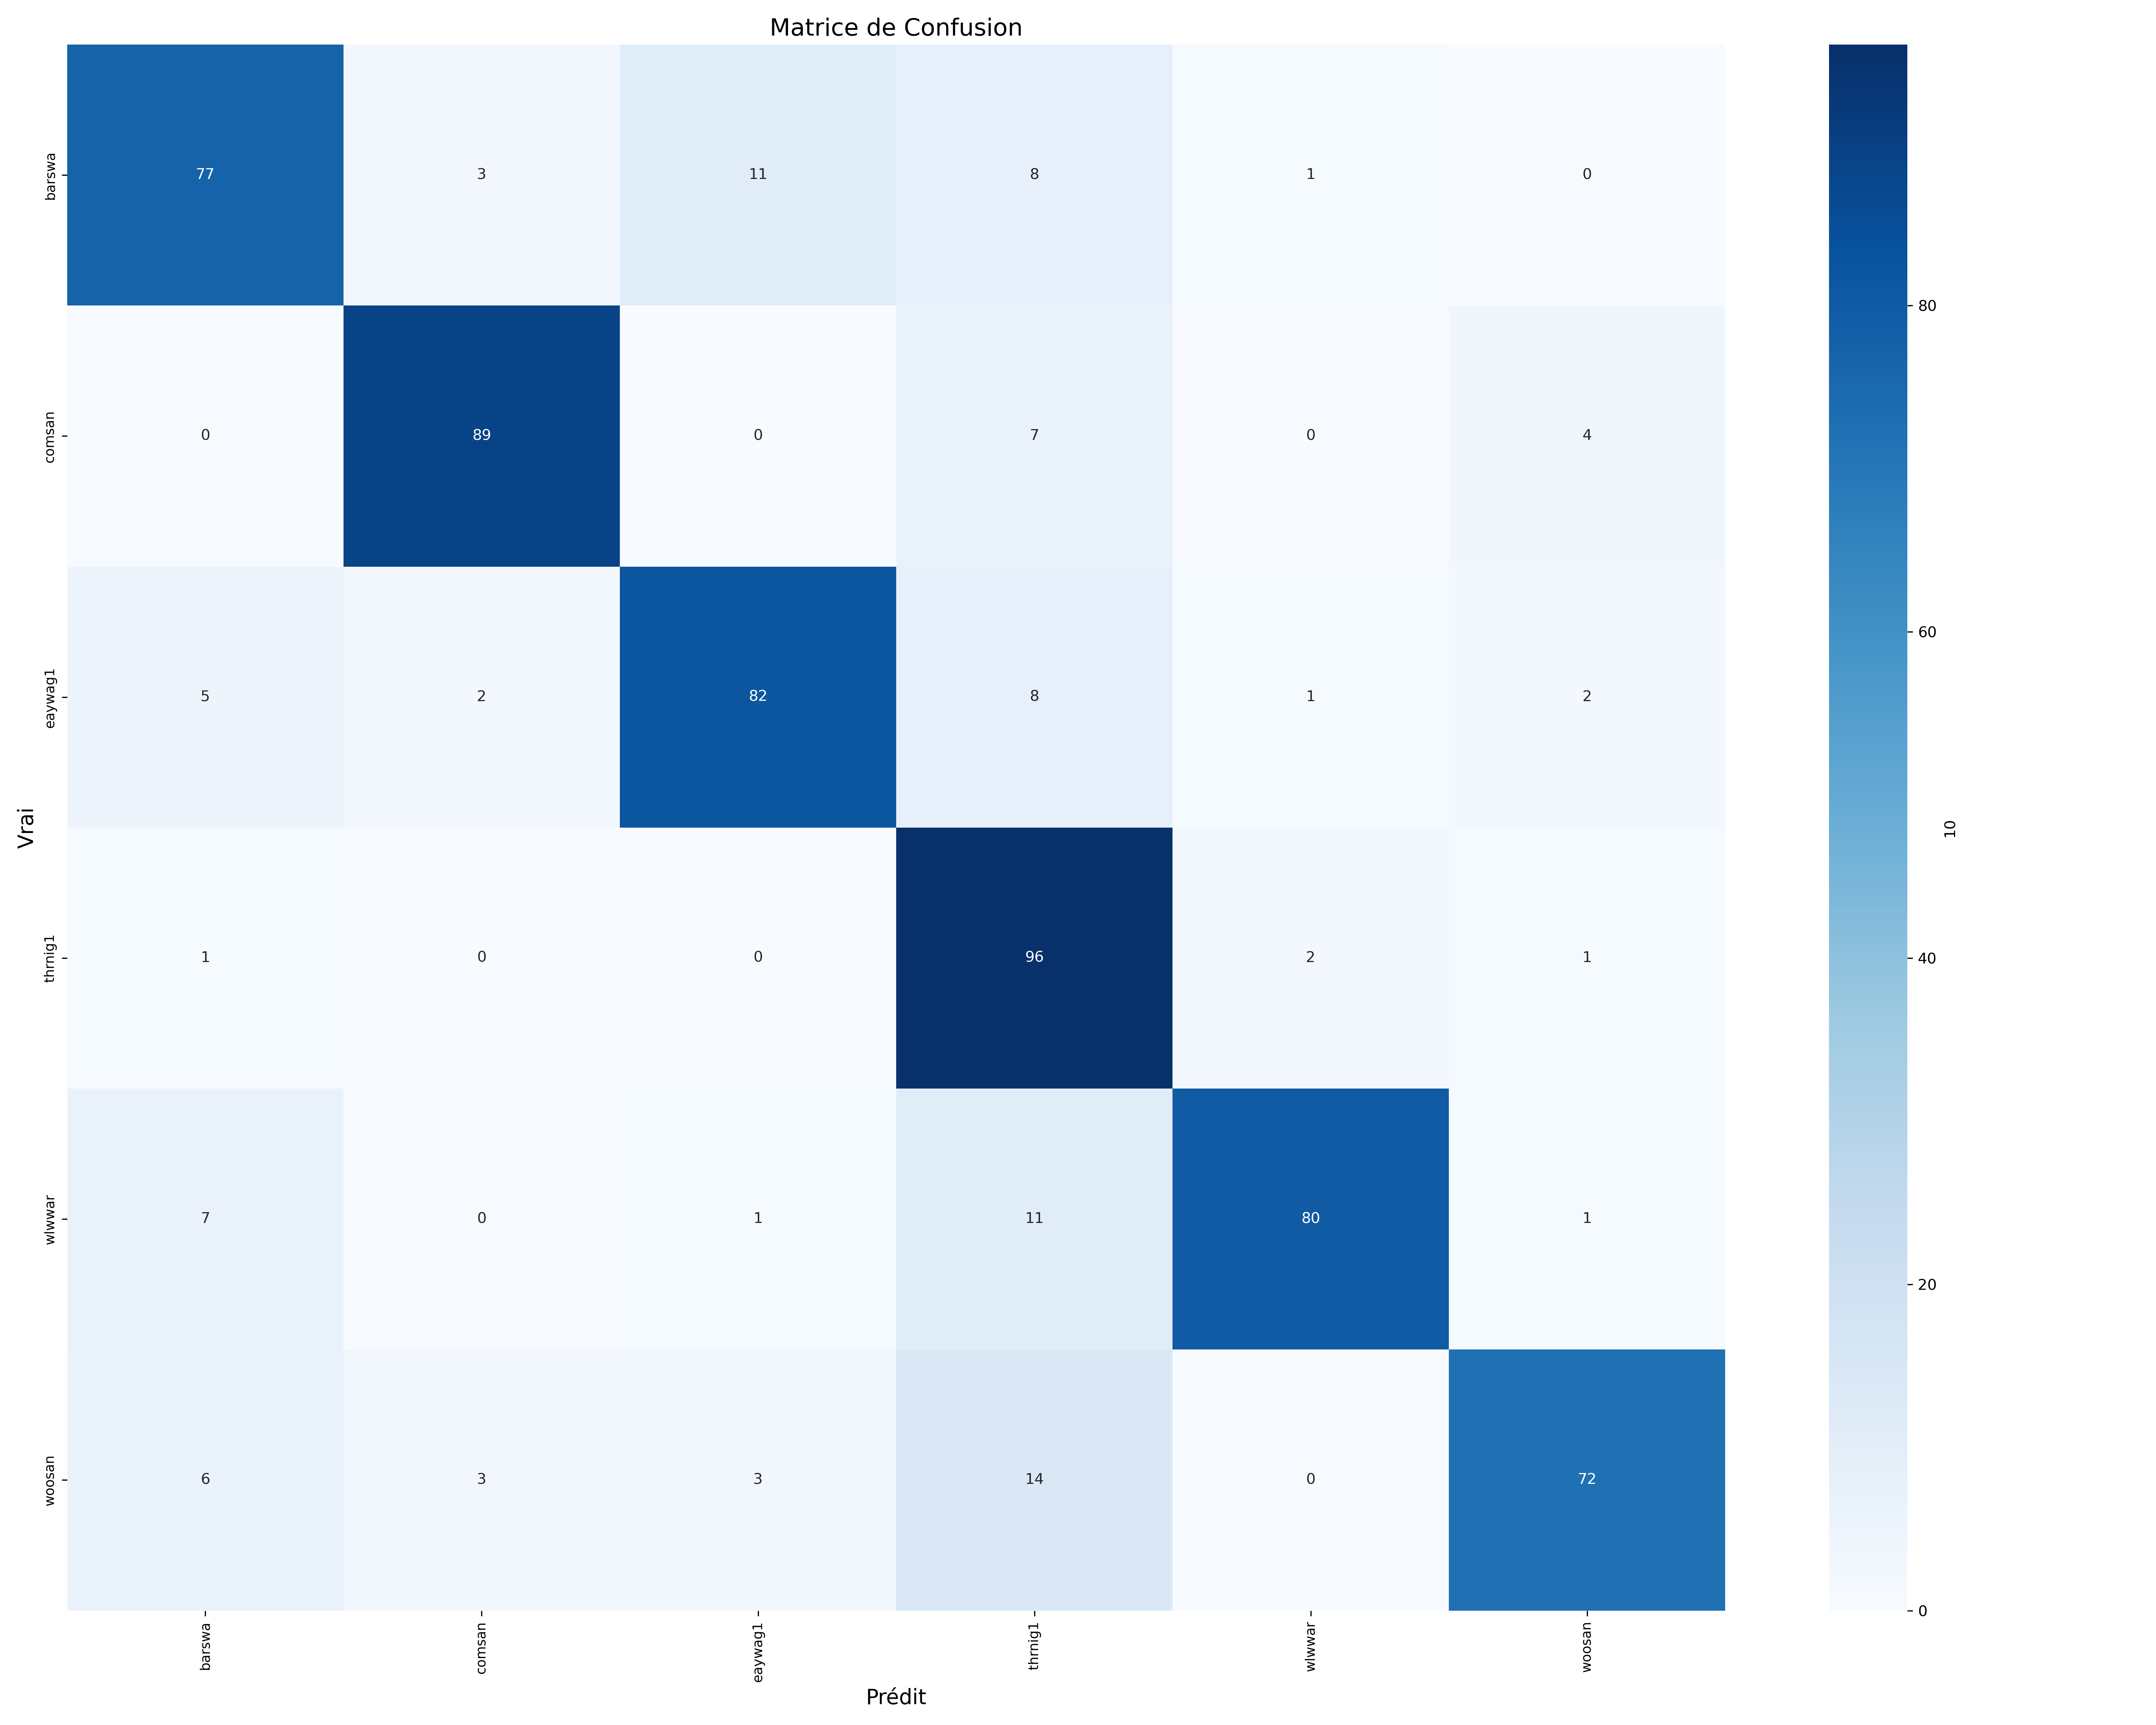 Matrice de Confusion
barswa 77 3 11 8 1 0
comsan 0 89 0 7 0 4
eaywag1 5 2 82 8 1 2
thrnig1 1 0 0 96 2 1
wlwwar 7 0 1 11 80 1
woosan 6 3 3 14 0 72
Vrai
barswa comsan eaywag1 thrnig1 wlwwar woosan
Prédit
80
60
40
20
0
10